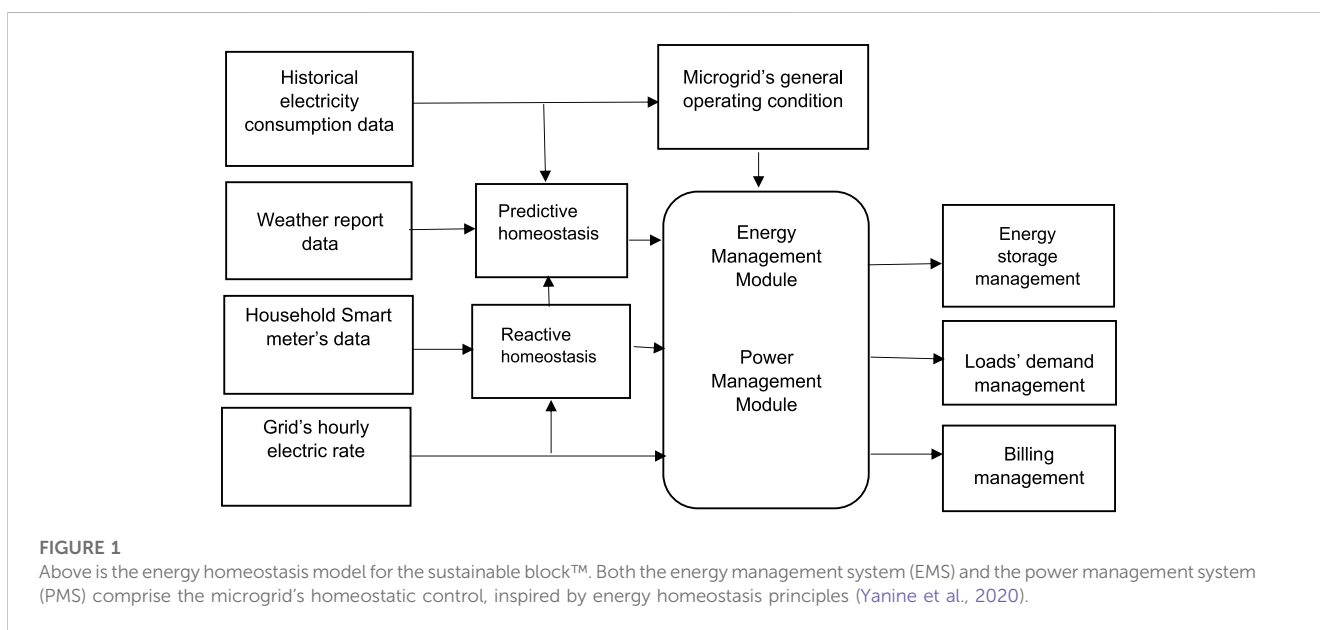 Historical
electricity
consumption data
Microgrid's general
operating condition
Weather report
data
Predictive
homeostasis
Energy
Management
Module
Energy
storage
management
Household Smart
meter's data
Reactive
homeostasis
Power
Management
Module
Loads' demand
management
Grid's hourly
electric rate
Billing
management
FIGURE 1
Above is the energy homeostasis model for the sustainable block™. Both the energy management system (EMS) and the power management system
(PMS) comprise the microgrid's homeostatic control, inspired by energy homeostasis principles (Yanine et al., 2020).